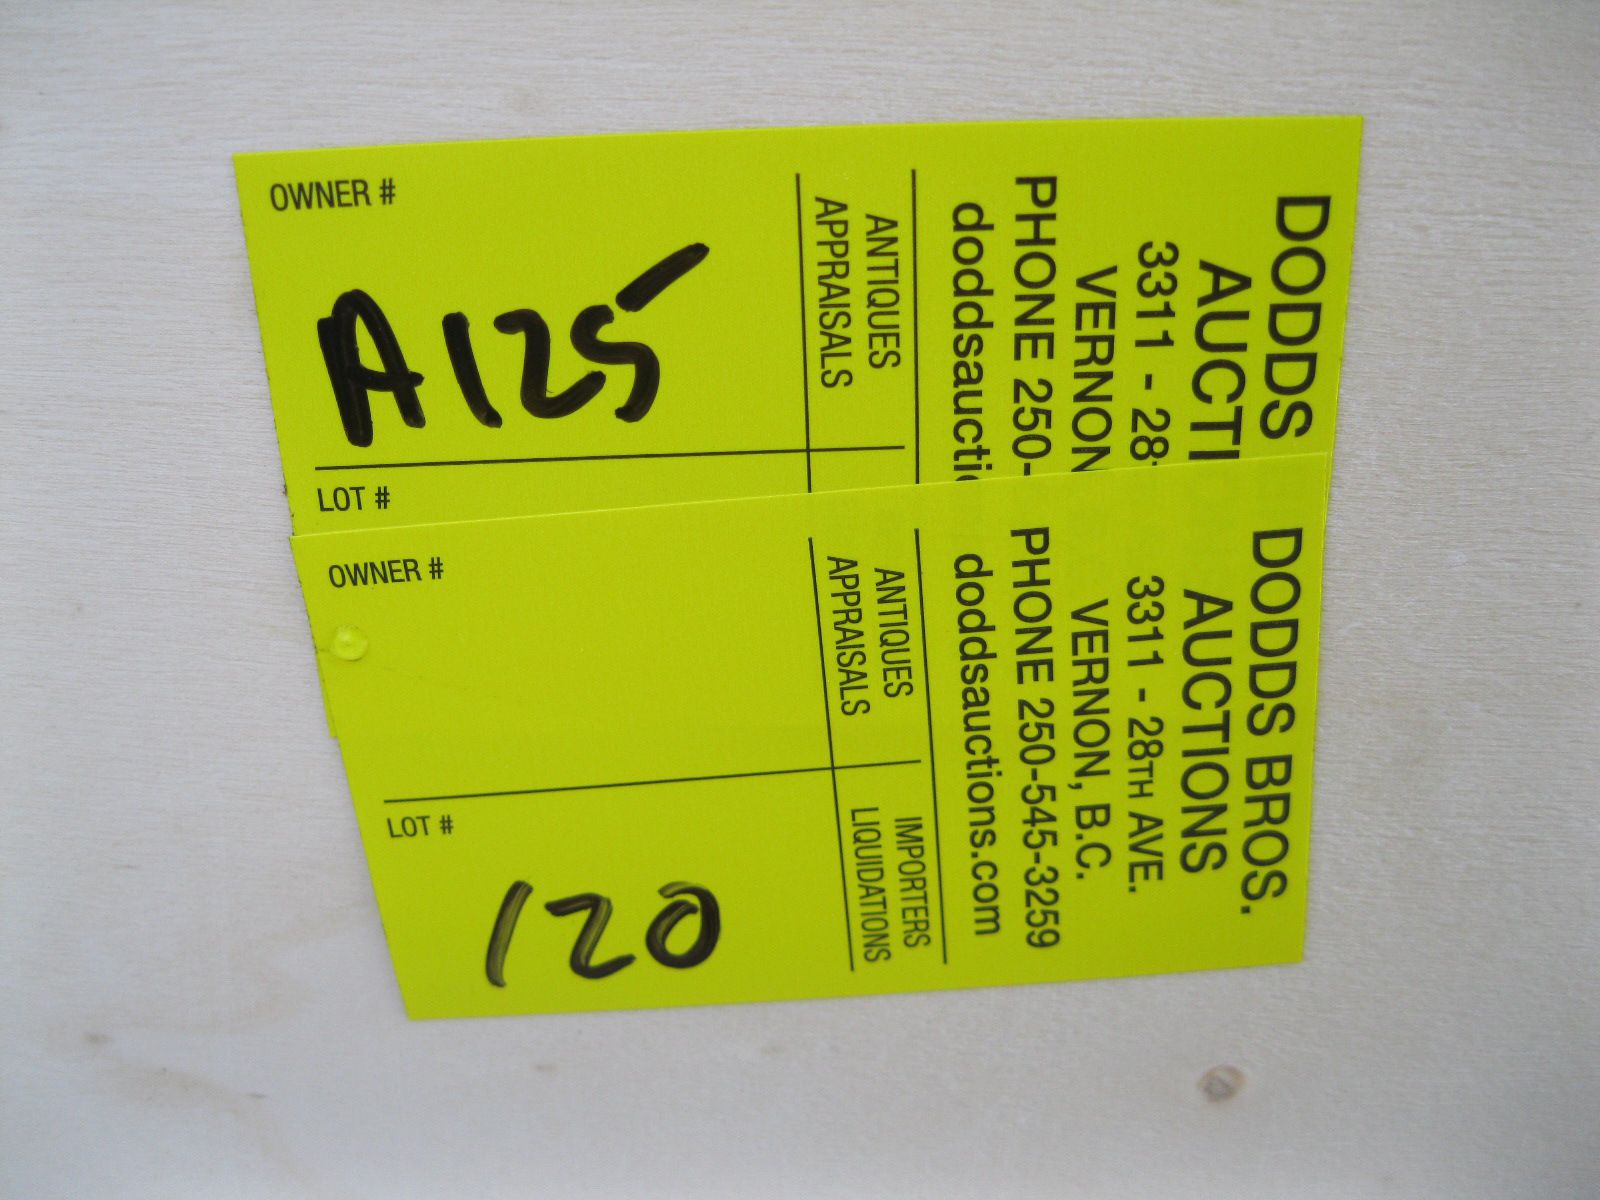 OWNER #
A125
LOT #
ANTIQUES
APPRAISALS
DODDS
AUCTI
3311 - 28
VERNON
PHONE 250-
doddsaucti
OWNER #
LOT #
120
ANTIQUES IMPORTERS
APPRAISALS LIQUIDATIONS
DODDS BROS.
AUCTIONS
3311 - 28TH AVE.
VERNON, B.C.
PHONE 250-545-3259
doddsauctions.com